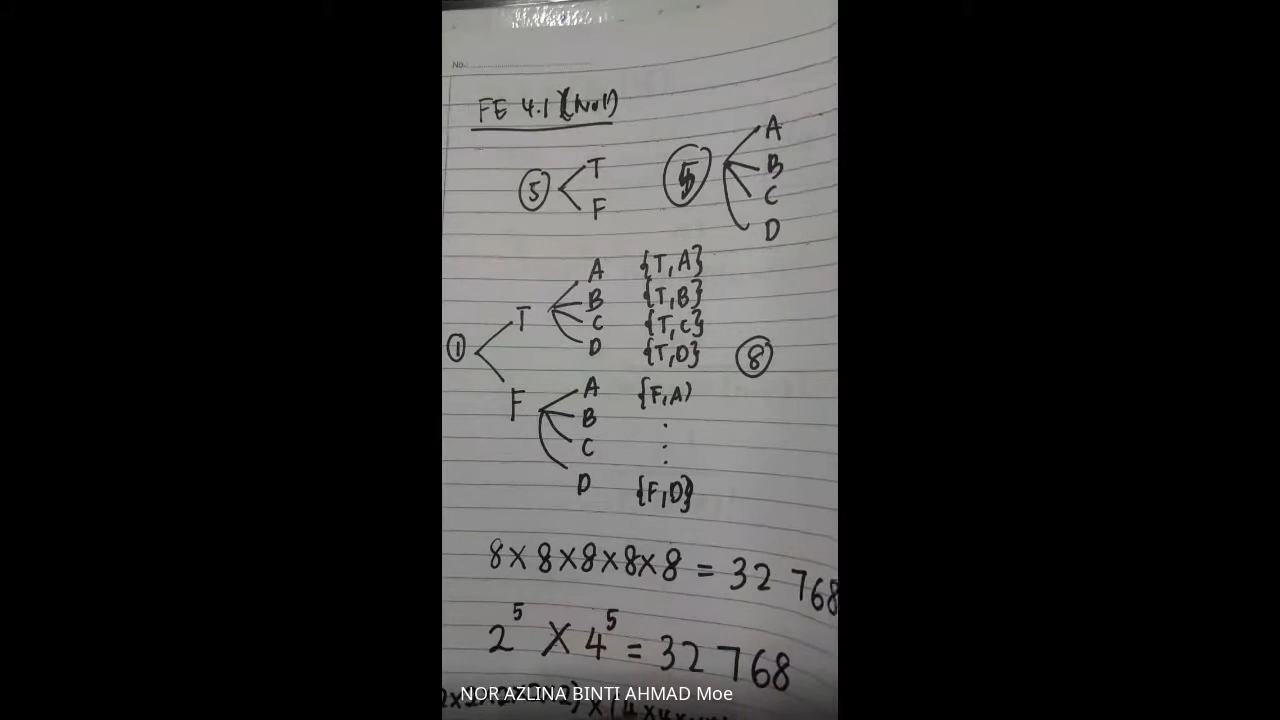 No.
FE 4.1 (No1)
5 T F
5 A B C D
1 T A B C D
{T,A}
{T,B}
{T,C}
{T,D}
8
F A B C D
{F,A)
⋮
{F,D}
8×8×8×8×8 = 32 768
2⁵ × 4⁵ = 32 768
NOR AZLINA BINTI AHMAD Moe